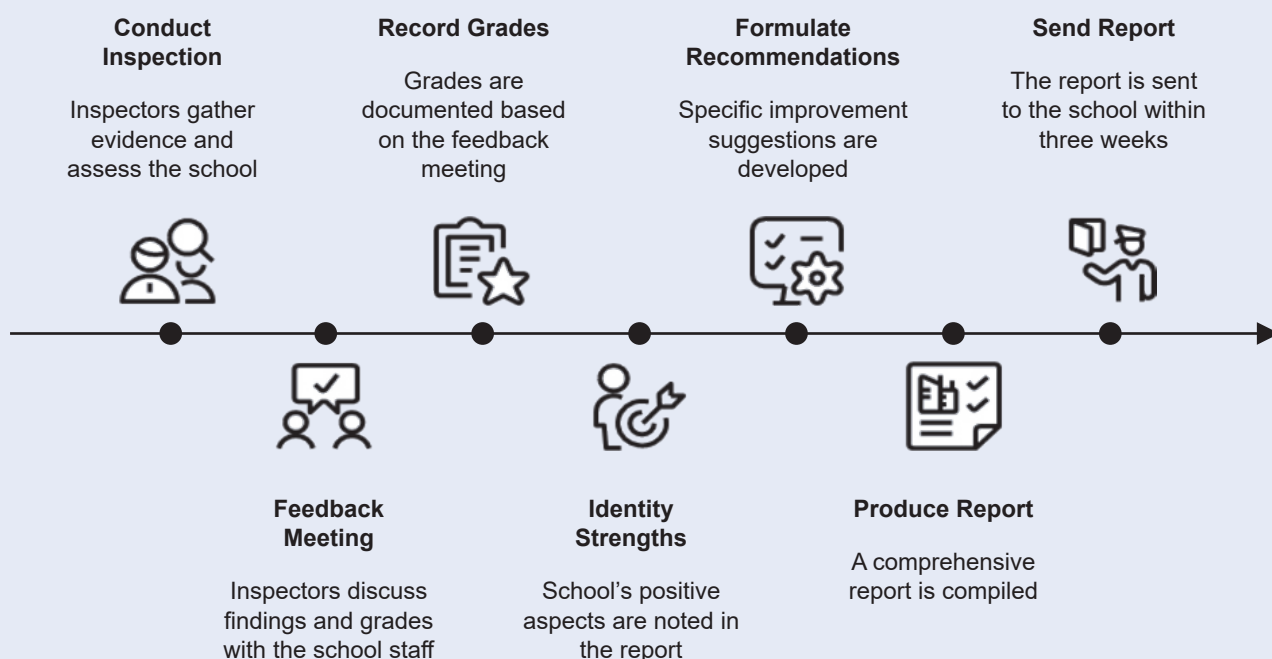 Conduct
Inspection
Inspectors gather
evidence and
assess the school
Feedback
Meeting
Inspectors discuss
findings and grades
with the school staff
Record Grades
Grades are
documented based
on the feedback
meeting
Identity
Strengths
School’s positive
aspects are noted in
the report
Formulate
Recommendations
Specific improvement
suggestions are
developed
Produce Report
A comprehensive
report is compiled
Send Report
The report is sent
to the school within
three weeks